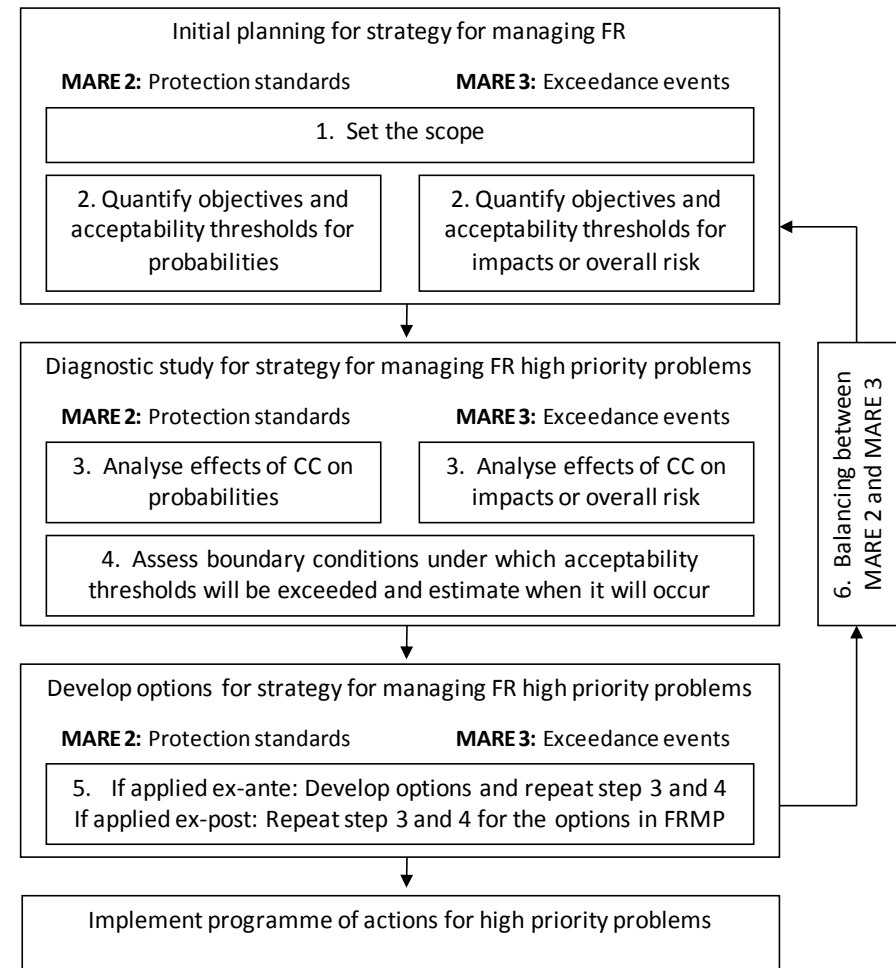 Initial planning for strategy for managing FR
MARE 2: Protection standards
MARE 3: Exceedance events
1. Set the scope
2. Quantify objectives and
acceptability thresholds for
probabilities
2. Quantify objectives and
acceptability thresholds for
impacts or overall risk
Diagnostic study for strategy for managing FR high priority problems
MARE 2: Protection standards
MARE 3: Exceedance events
3. Analyse effects of CC on
probabilities
3. Analyse effects of CC on
impacts or overall risk
4. Assess boundary conditions under which acceptability
thresholds will be exceeded and estimate when it will occur
Develop options for strategy for managing FR high priority problems
MARE 2: Protection standards
MARE 3: Exceedance events
5. If applied ex-ante: Develop options and repeat step 3 and 4
If applied ex-post: Repeat step 3 and 4 for the options in FRMP
6. Balancing between
MARE 2 and MARE 3
Implement programme of actions for high priority problems